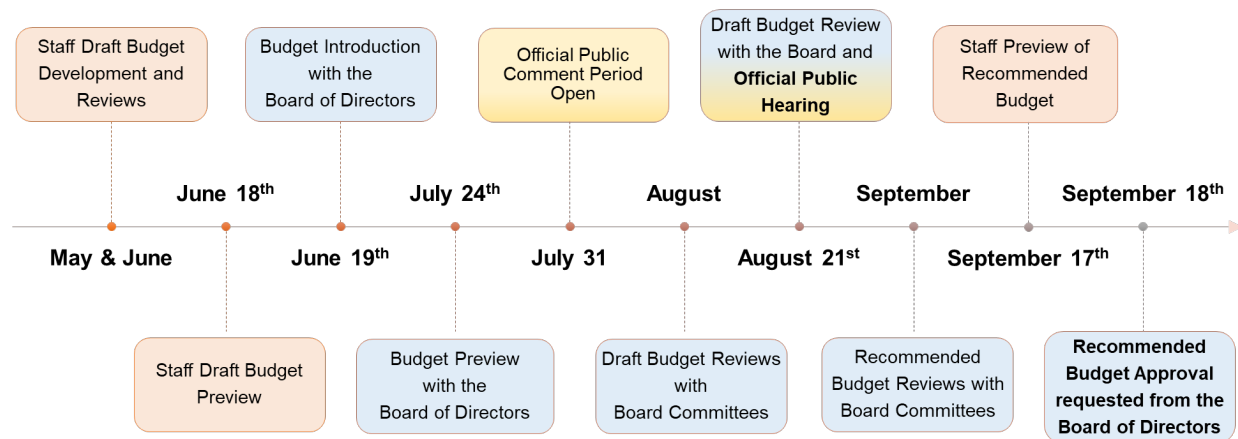 Staff Draft Budget
Development and
Reviews
Budget Introduction
with the
Board of Directors
Official Public
Comment Period
Open
Draft Budget Review
with the Board and
Official Public
Hearing
Staff Preview of
Recommended
Budget
June 18th
July 24th
August
September
September 18th
May & June
June 19th
July 31
August 21st
September 17th
Staff Draft Budget
Preview
Budget Preview
with the
Board of Directors
Draft Budget Reviews
with
Board Committees
Recommended
Budget Reviews with
Board Committees
Recommended
Budget Approval
requested from the
Board of Directors